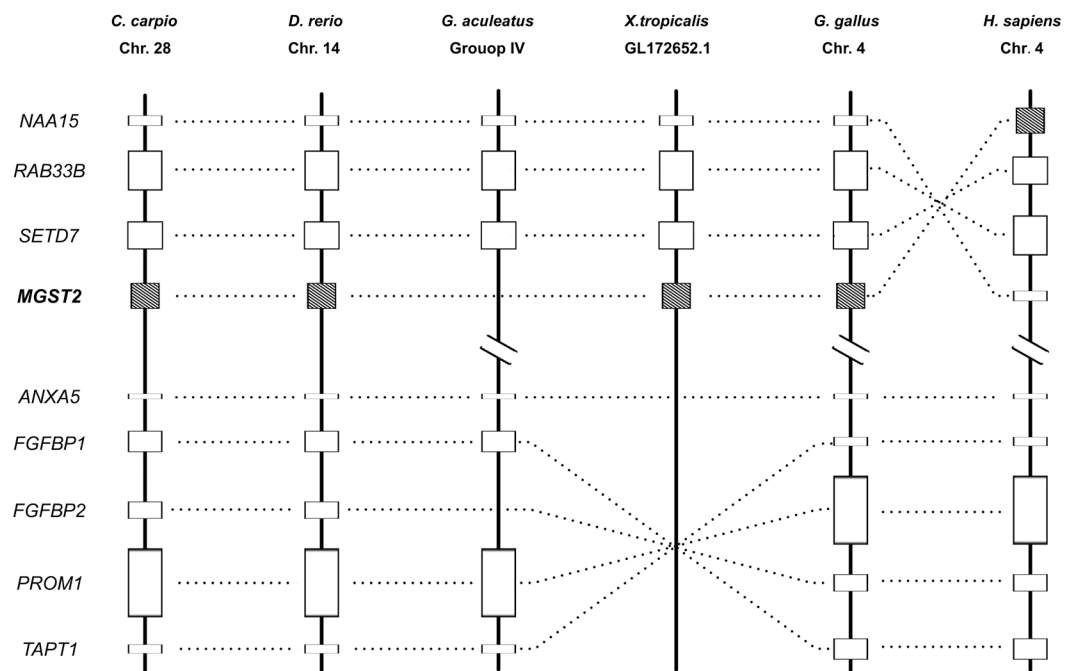 C. carpio D. rerio G. aculeatus X.tropicalis G. gallus H. sapiens
Chr. 28 Chr. 14 Grouop IV GL172652.1 Chr. 4 Chr. 4
NAA15
RAB33B
SETD7
MGST2
ANXA5
FGFBP1
FGFBP2
PROM1
TAPT1